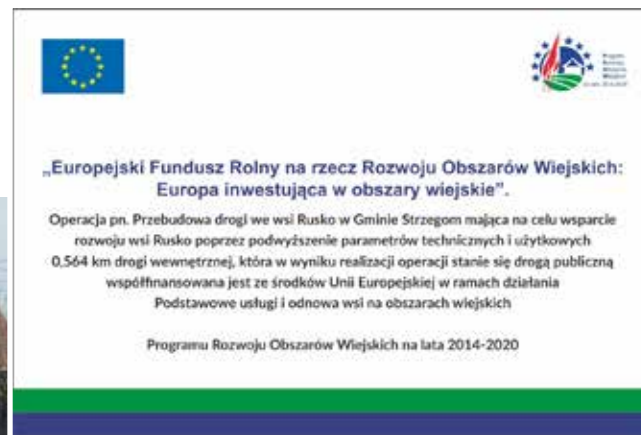 „Europejski Fundusz Rolny na rzecz Rozwoju Obszarów Wiejskich:
Europa inwestująca w obszary wiejskie”.
Operacja pn. Przebudowa drogi we wsi Rusko w Gminie Strzegom mająca na celu wsparcie
rozwoju wsi Rusko poprzez podwyższenie parametrów technicznych i użytkowych
0,564 km drogi wewnętrznej, która w wyniku realizacji operacji stanie się drogą publiczną
współfinansowana jest ze środków Unii Europejskiej w ramach działania
Podstawowe usługi i odnowa wsi na obszarach wiejskich
Programu Rozwoju Obszarów Wiejskich na lata 2014-2020